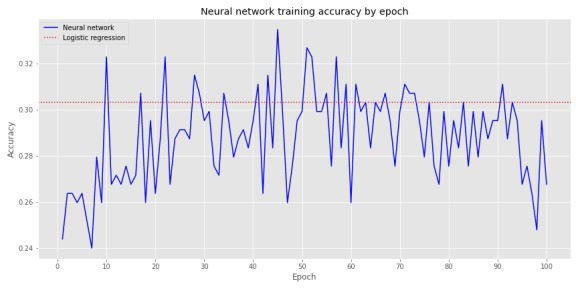 Neural network training accuracy by epoch
Neural network
Logistic regression
Accuracy
0.32
0.30
0.28
0.26
0.24
0 10 20 30 40 50 60 70 80 90 100
Epoch